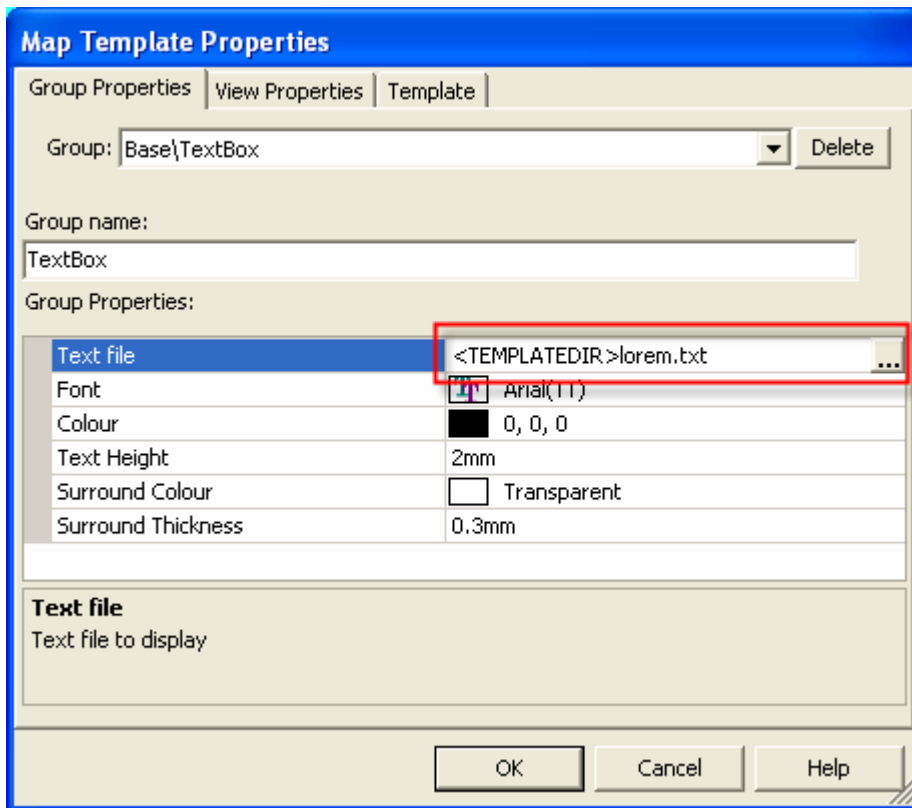 Map Template Properties
Group Properties View Properties Template
Group: Base\TextBox Delete
Group name:
TextBox
Group Properties:
Text file <TEMPLATEDIR>lorem.txt ...
Font Arial(TT)
Colour 0, 0, 0
Text Height 2mm
Surround Colour Transparent
Surround Thickness 0.3mm
Text file
Text file to display
OK Cancel Help